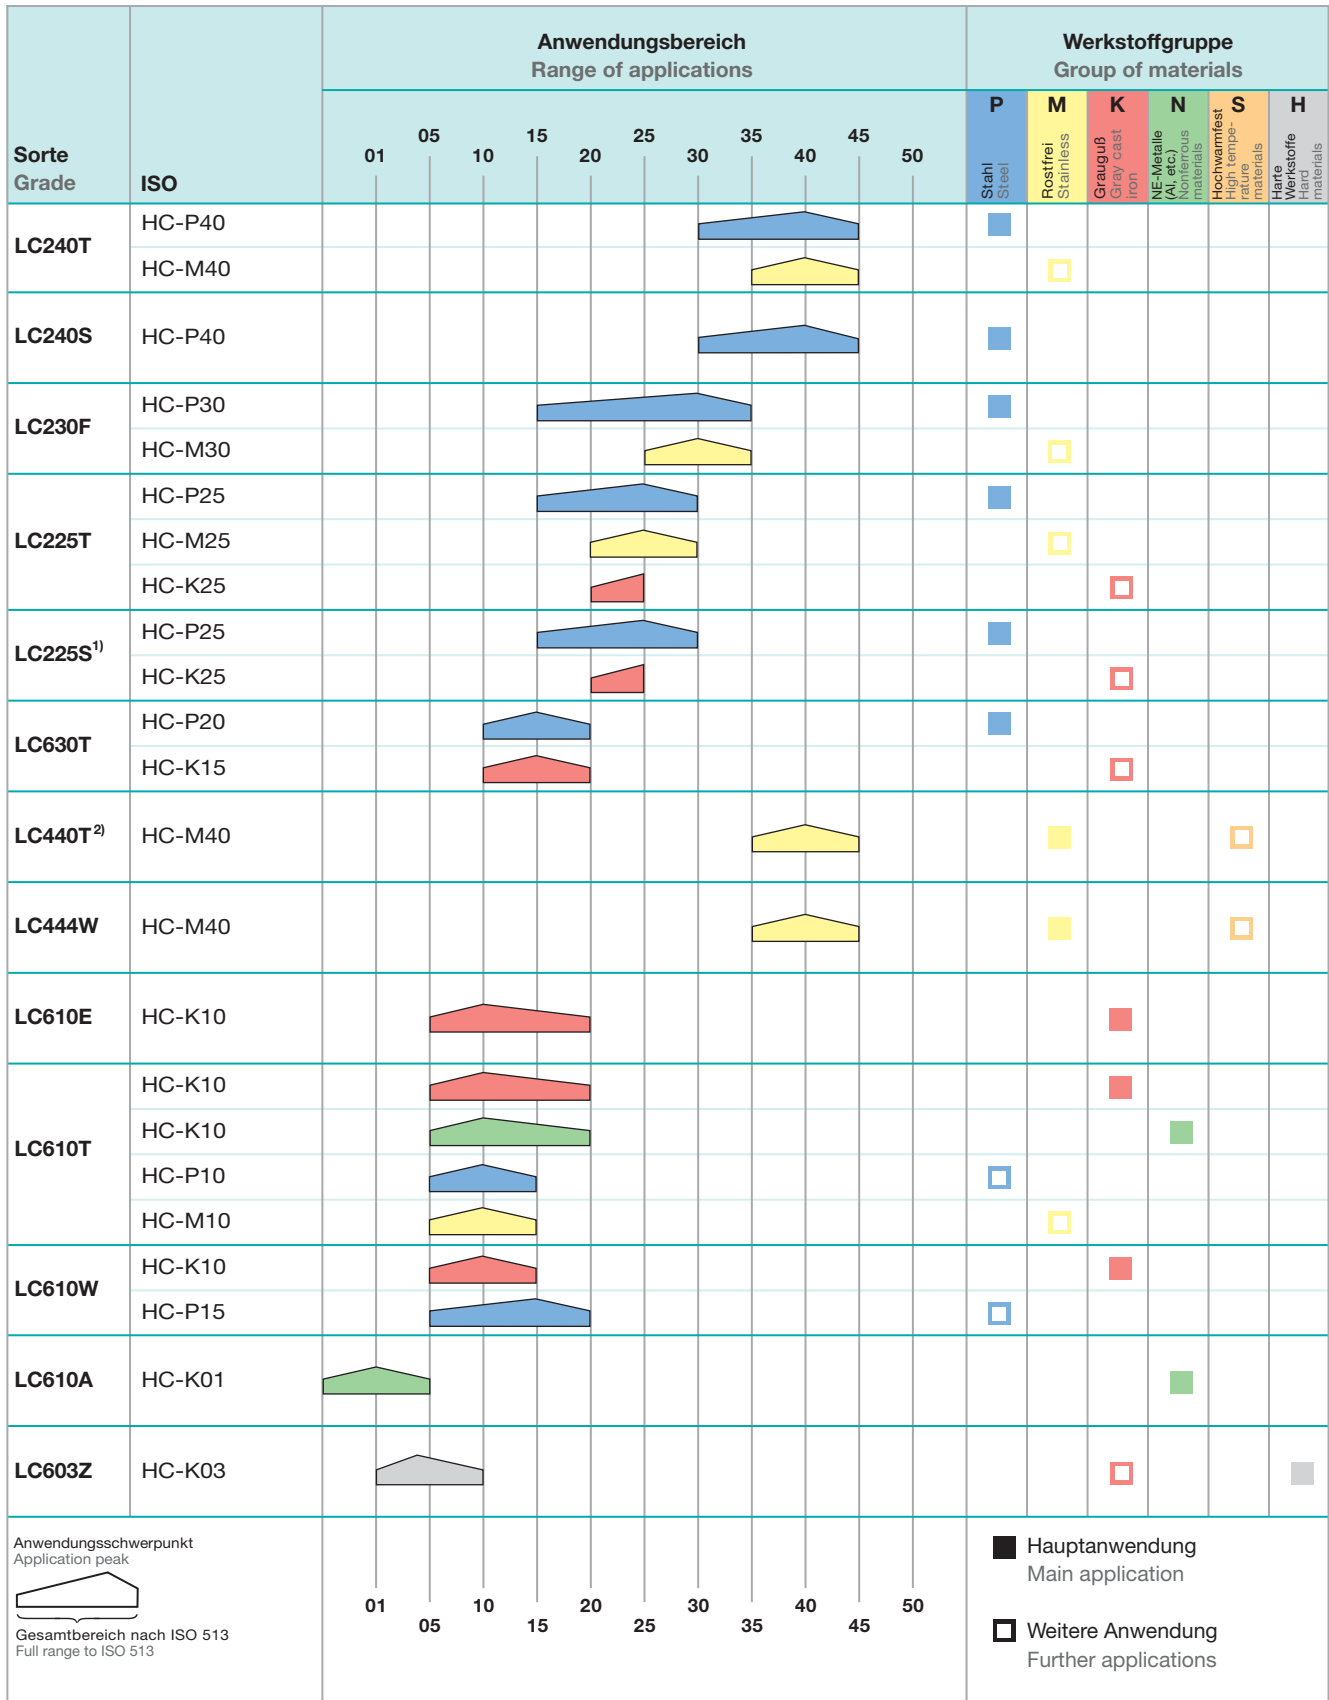 Anwendungsbereich
Range of applications
Werkstoffgruppe
Group of materials
P M K N S H
Stahl
Steel
Rostfrei
Stainless
Grauguß
Gray cast
iron
NE-Metalle
(Al, etc.)
Nonferrous
materials
Hochwarmfest
High tempe-
rature
materials
Harte
Werkstoffe
Hard
materials
05 15 25 35 45
01 10 20 30 40 50
Sorte
Grade
ISO
LC240T
HC-P40
HC-M40
LC240S
HC-P40
LC230F
HC-P30
HC-M30
LC225T
HC-P25
HC-M25
HC-K25
LC225S1)
HC-P25
HC-K25
LC630T
HC-P20
HC-K15
LC440T2)
HC-M40
LC444W
HC-M40
LC610E
HC-K10
LC610T
HC-K10
HC-K10
HC-P10
HC-M10
LC610W
HC-K10
HC-P15
LC610A
HC-K01
LC603Z
HC-K03
Anwendungsschwerpunkt
Application peak
Gesamtbereich nach ISO 513
Full range to ISO 513
01 10 20 30 40 50
05 15 25 35 45
Hauptanwendung
Main application
Weitere Anwendung
Further applications